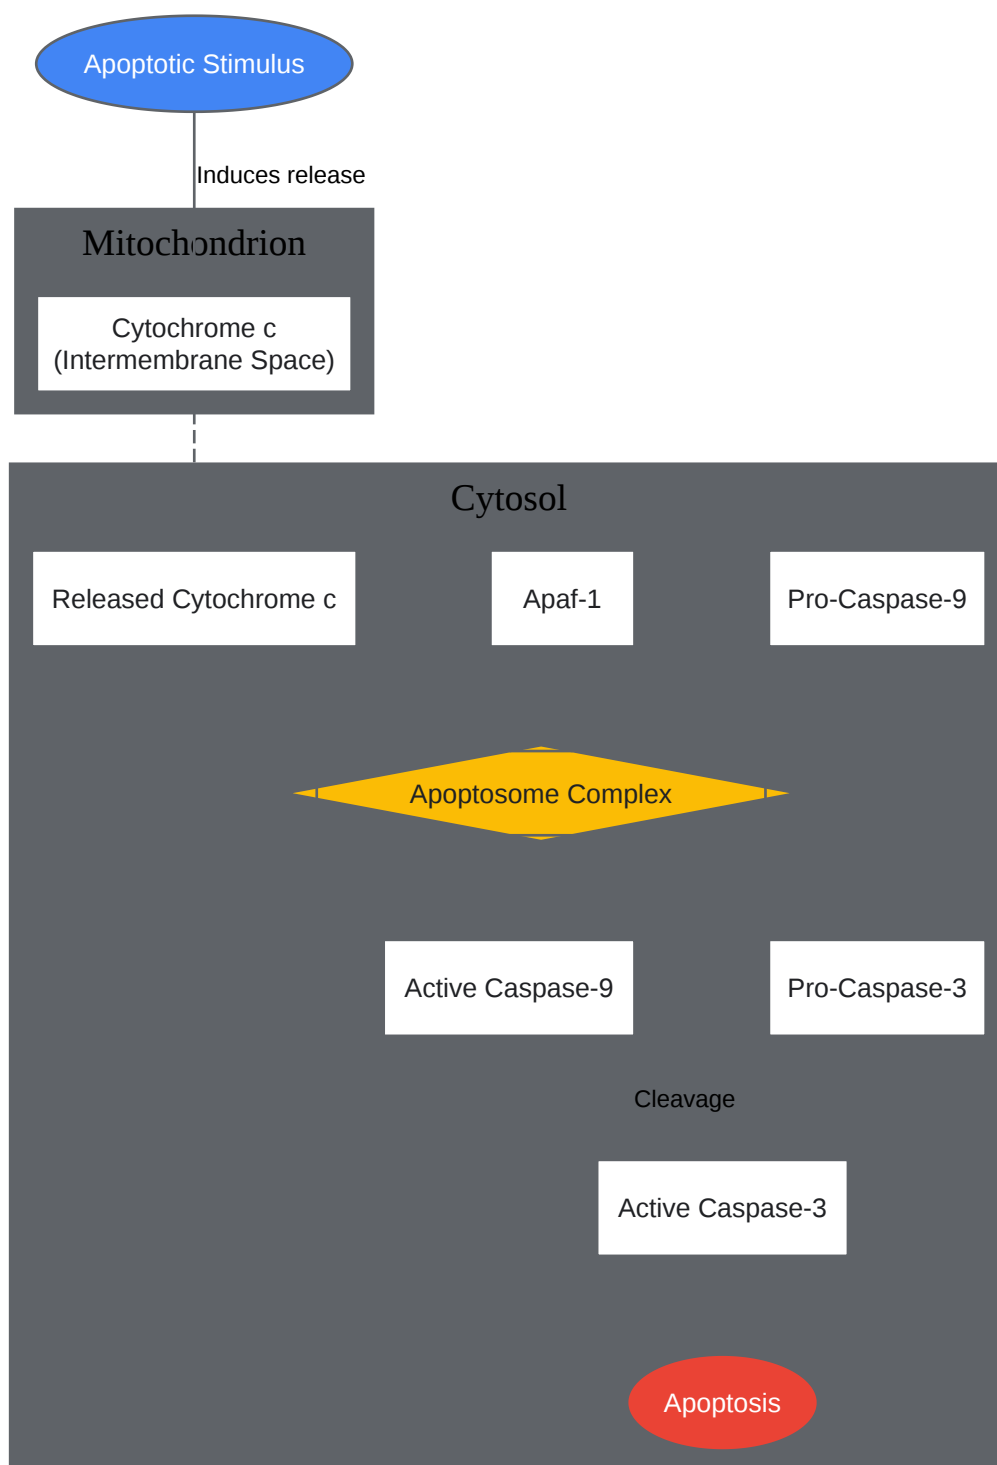 Apoptotic Stimulus
Induces release
Mitochondrion
Cytochrome c
(Intermembrane Space)
Cytosol
Released Cytochrome c
Apaf-1
Pro-Caspase-9
Apoptosome Complex
Active Caspase-9
Pro-Caspase-3
Cleavage
Active Caspase-3
Apoptosis